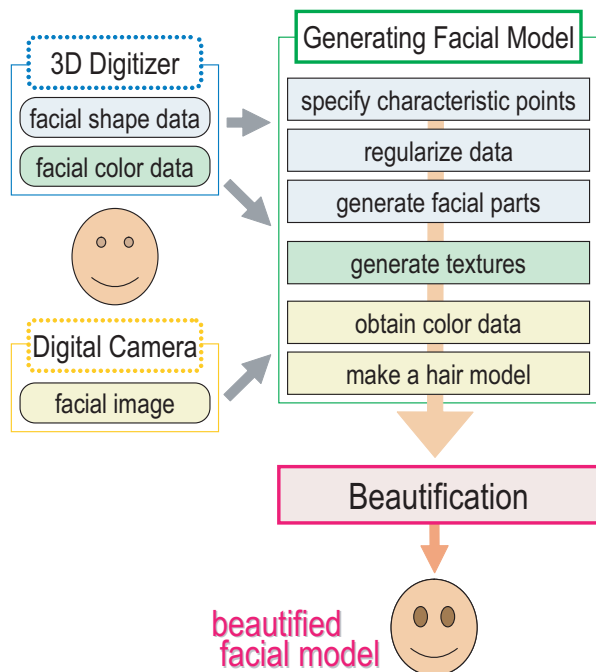 3D Digitizer
facial shape data
facial color data
Digital Camera
facial image
Generating Facial Model
specify characteristic points
regularize data
generate facial parts
generate textures
obtain color data
make a hair model
Beautification
beautified
facial model